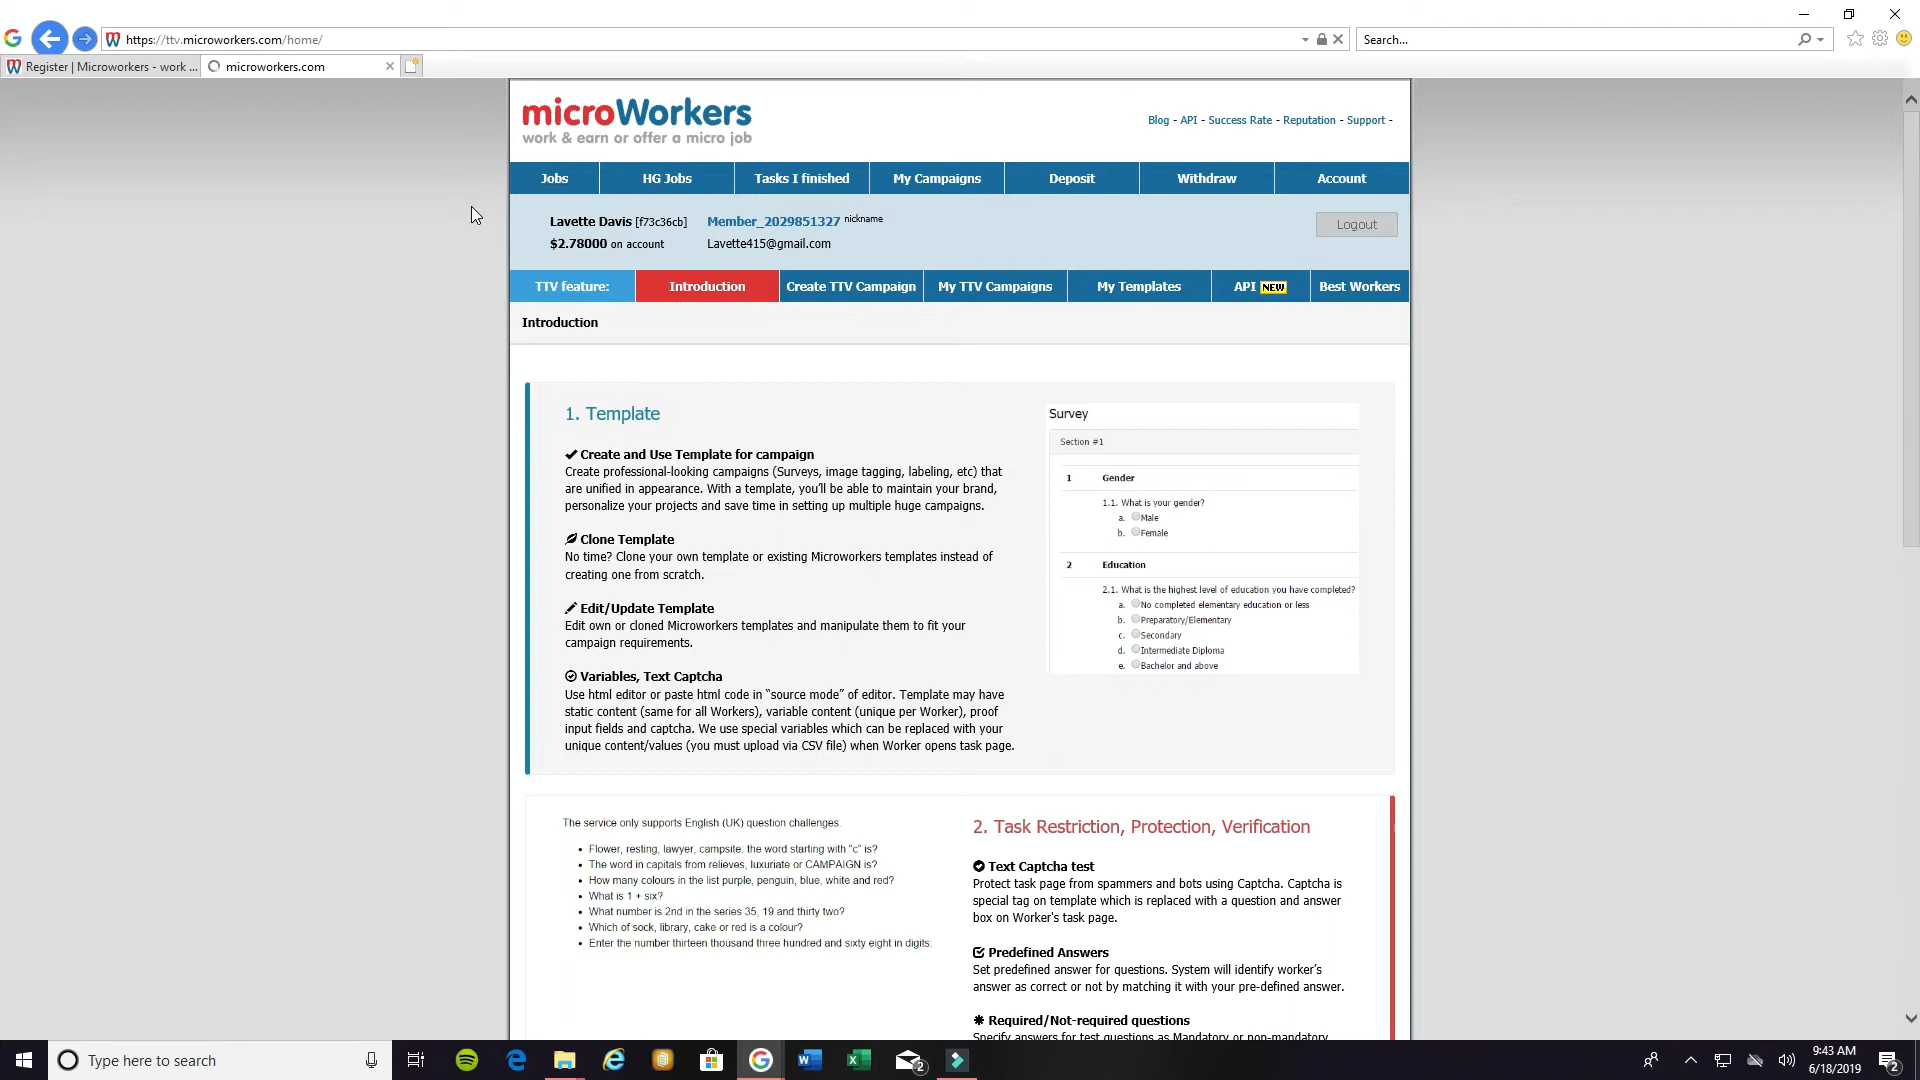 https://ttv.microworkers.com/home/
Search...
Register | Microworkers - work ...
microworkers.com
microWorkers
work & earn or offer a micro job
Blog - API - Success Rate - Reputation - Support -
Jobs
HG Jobs
Tasks I finished
My Campaigns
Deposit
Withdraw
Account
Lavette Davis [f73c36cb]
Member_2029851327 nickname
Logout
$2.78000 on account
Lavette415@gmail.com
TTV feature:
Introduction
Create TTV Campaign
My TTV Campaigns
My Templates
API NEW
Best Workers
Introduction
1. Template
Create and Use Template for campaign
Create professional-looking campaigns (Surveys, image tagging, labeling, etc) that
are unified in appearance. With a template, you'll be able to maintain your brand,
personalize your projects and save time in setting up multiple huge campaigns.
Clone Template
No time? Clone your own template or existing Microworkers templates instead of
creating one from scratch.
Edit/Update Template
Edit own or cloned Microworkers templates and manipulate them to fit your
campaign requirements.
Variables, Text Captcha
Use html editor or paste html code in “source mode” of editor. Template may have
static content (same for all Workers), variable content (unique per Worker), proof
input fields and captcha. We use special variables which can be replaced with your
unique content/values (you must upload via CSV file) when Worker opens task page.
Survey
Section #1
1 Gender
1.1. What is your gender?
a. Male
b. Female
2 Education
2.1. What is the highest level of education you have completed?
a. No completed elementary education or less
b. Preparatory/Elementary
c. Secondary
d. Intermediate Diploma
e. Bachelor and above
The service only supports English (UK) question challenges.
• Flower, resting, lawyer, campsite: the word starting with "c" is?
• The word in capitals from relieves, luxuriate or CAMPAIGN is?
• How many colours in the list purple, penguin, blue, white and red?
• What is 1 + six?
• What number is 2nd in the series 35, 19 and thirty two?
• Which of sock, library, cake or red is a colour?
• Enter the number thirteen thousand three hundred and sixty eight in digits.
2. Task Restriction, Protection, Verification
Text Captcha test
Protect task page from spammers and bots using Captcha. Captcha is
special tag on template which is replaced with a question and answer
box on Worker's task page.
Predefined Answers
Set predefined answer for questions. System will identify worker's
answer as correct or not by matching it with your pre-defined answer.
Required/Not-required questions
Specify answers for test questions as Mandatory or non-mandatory
Type here to search
2
9:43 AM
6/18/2019
2